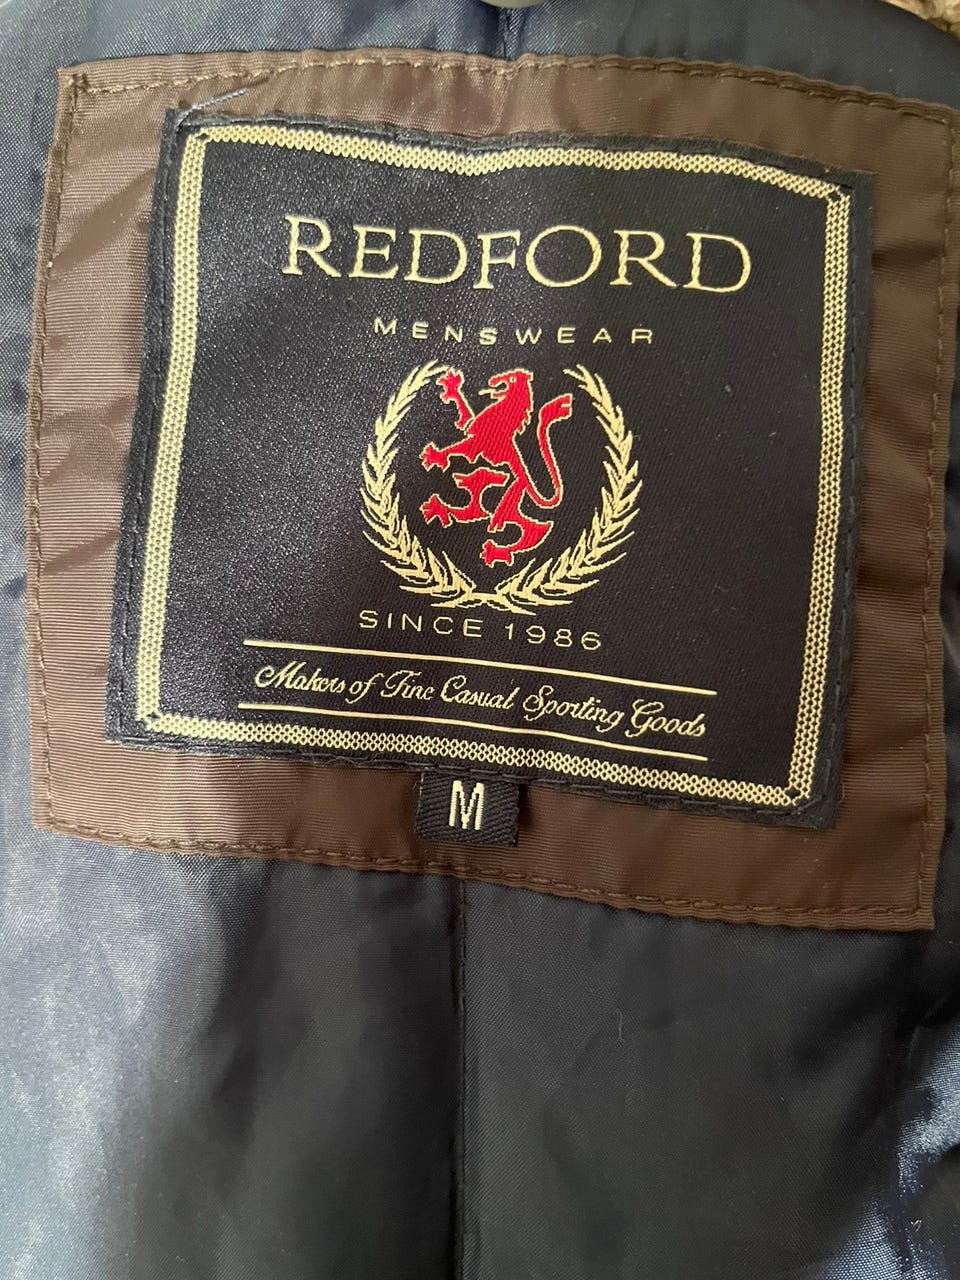 REDFORD
MENSWEAR
SINCE 1986
Makers of Fine Casual Sporting Goods
M